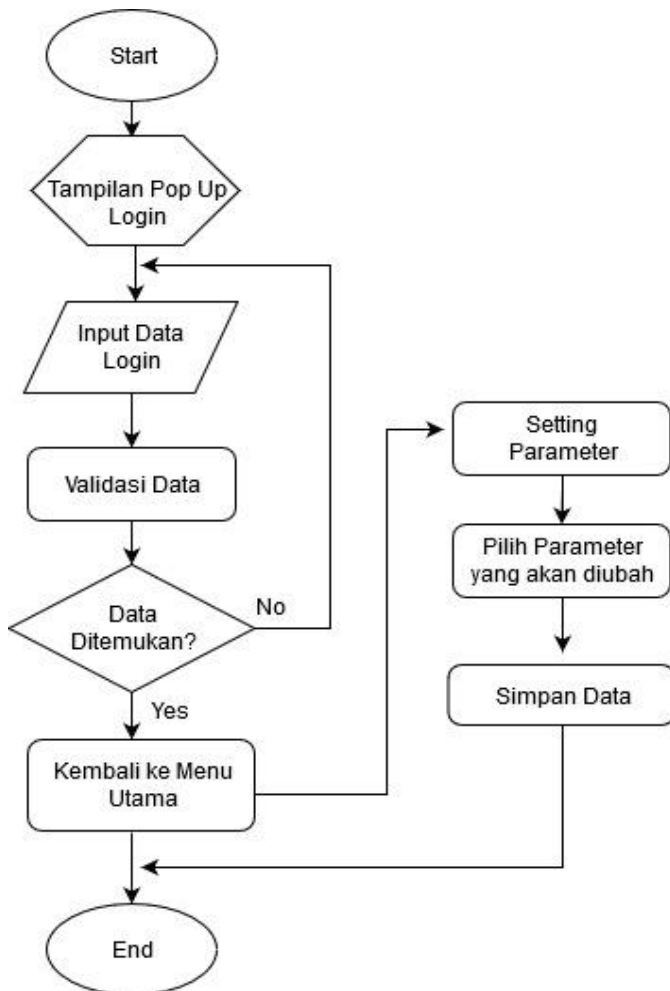 Start
Tampilan Pop Up
Login
Input Data
Login
Validasi Data
Data
Ditemukan?
No
Yes
Kembali ke Menu
Utama
Setting
Parameter
Pilih Parameter
yang akan diubah
Simpan Data
End